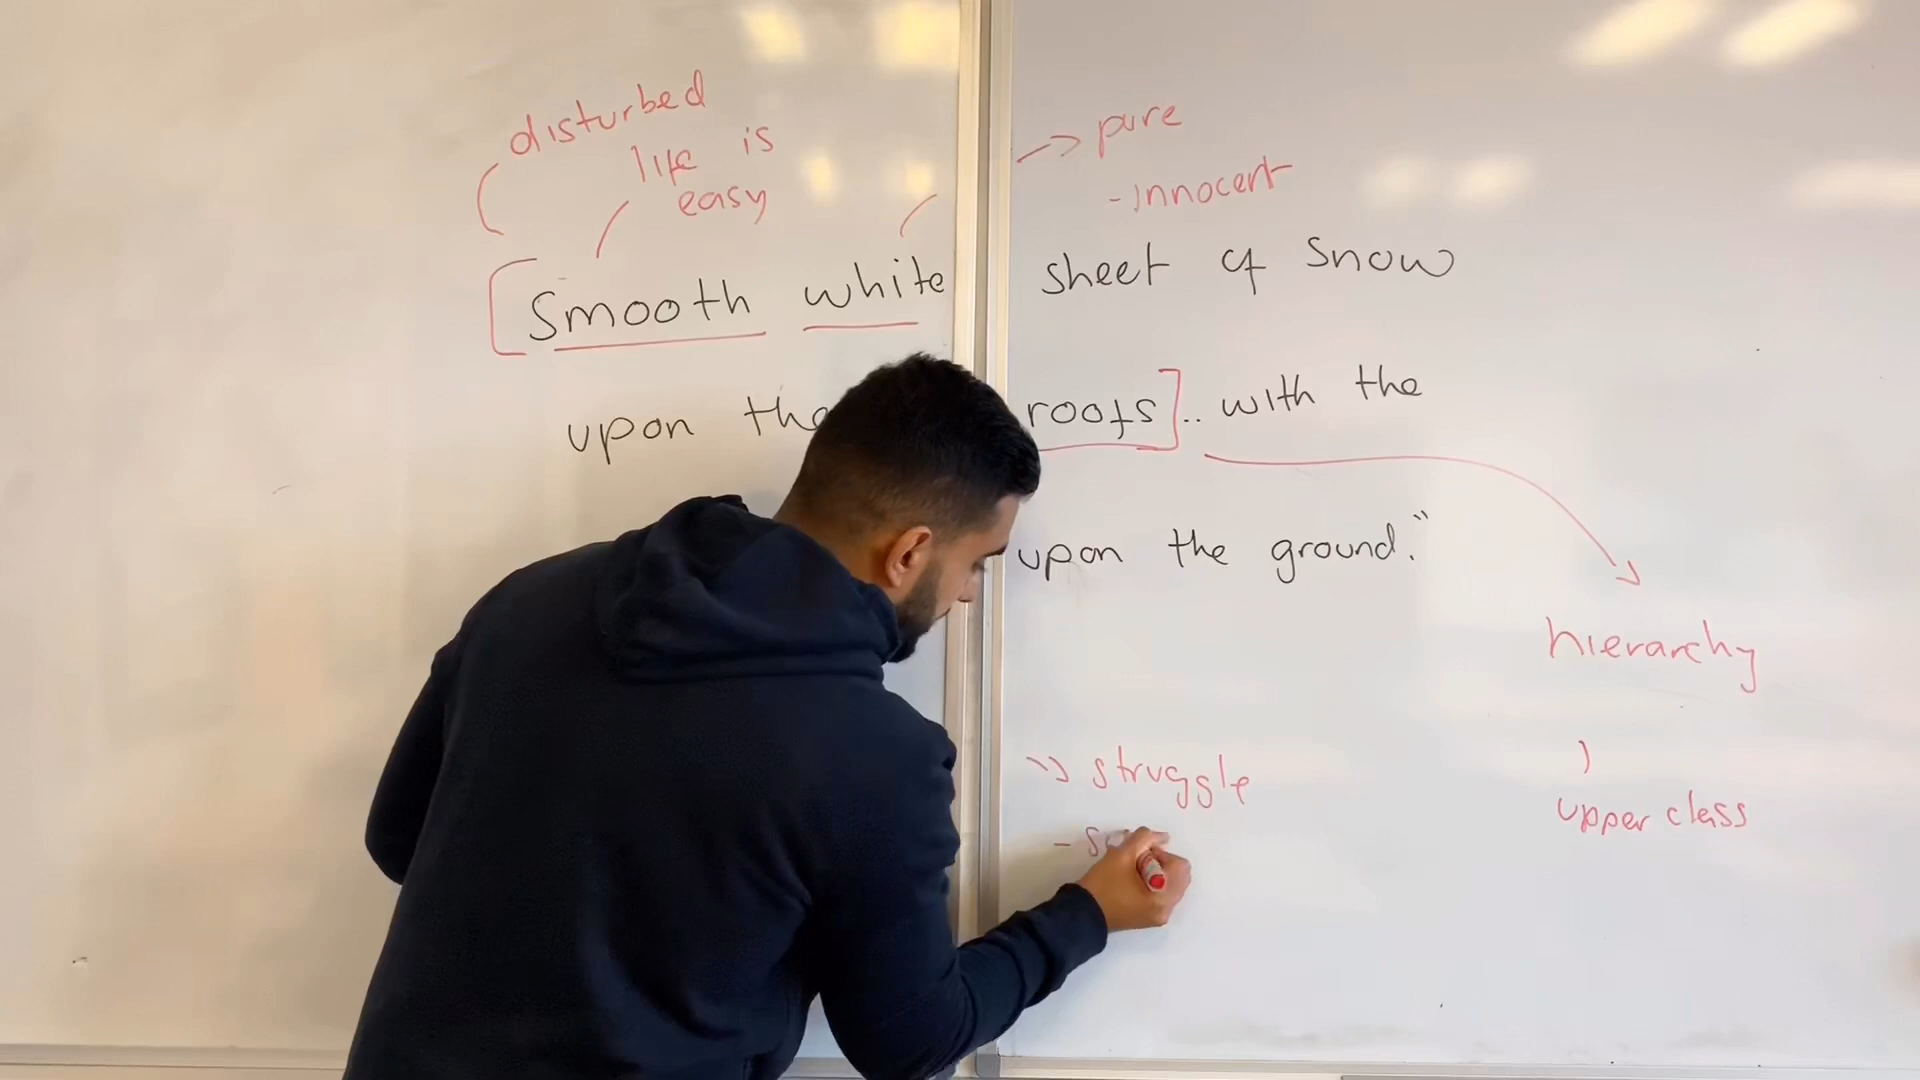 disturbed
life is
easy
pure
-innocent
Smooth white sheet of snow
upon the roofs].. with the
upon the ground."
hierarchy
struggle
upper class